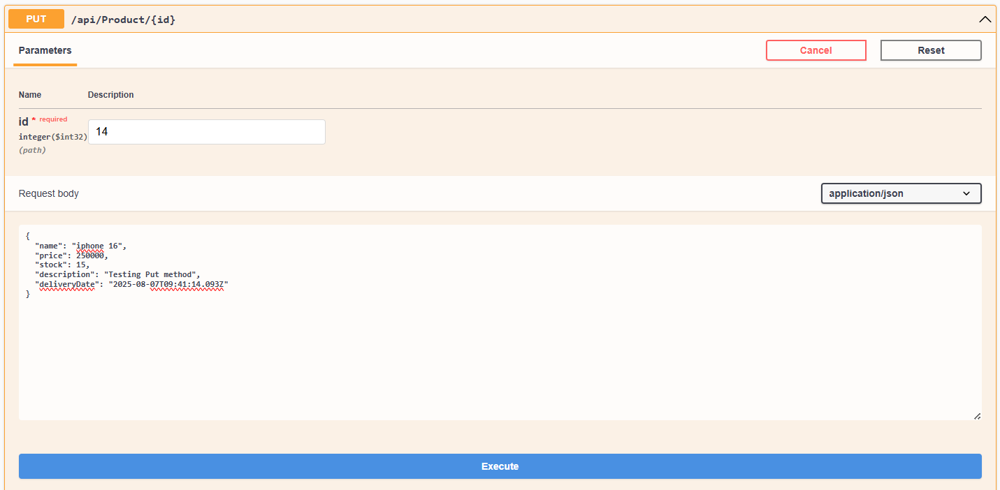 PUT /api/Product/{id}
Parameters Cancel Reset
Name Description
id * required
integer($int32) 14
(path)
Request body application/json
{
"name": "iphone 16",
"price": 250000,
"stock": 15,
"description": "Testing Put method",
"deliveryDate": "2025-08-07T09:41:14.093Z"
}
Execute